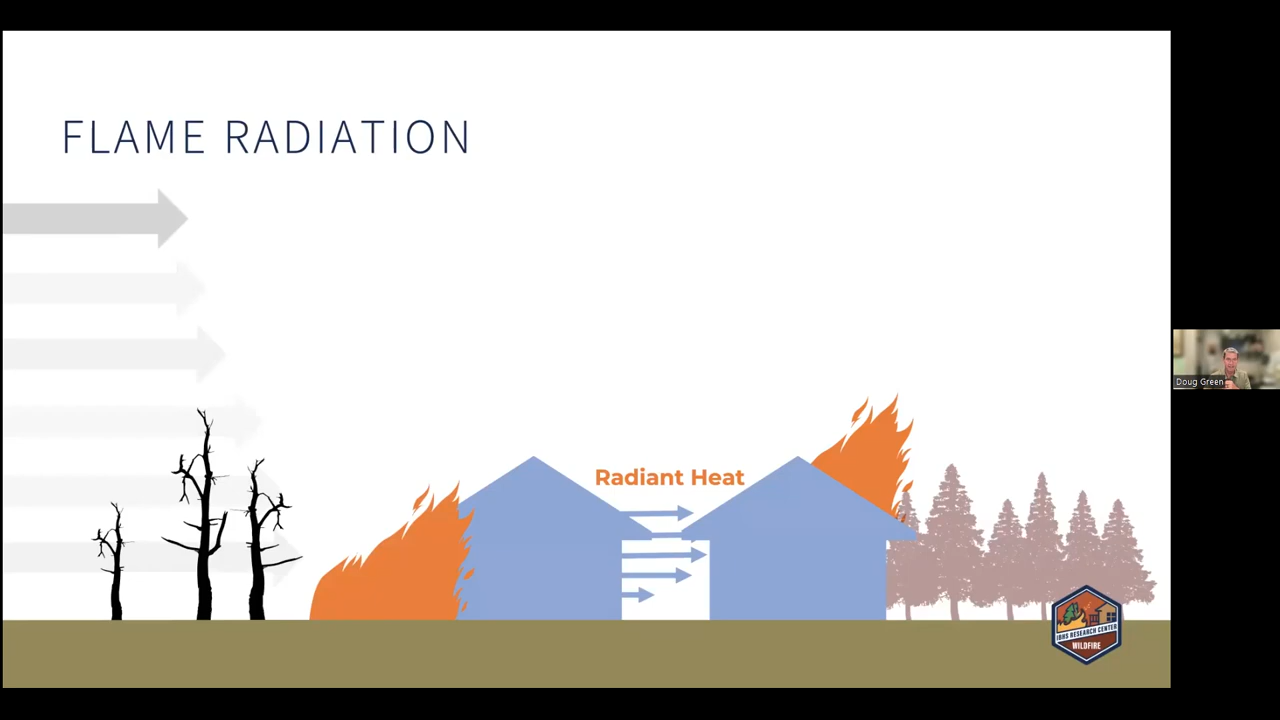 FLAME RADIATION
Radiant Heat
Doug Green
IBHS RESEARCH CENTER
WILDFIRE